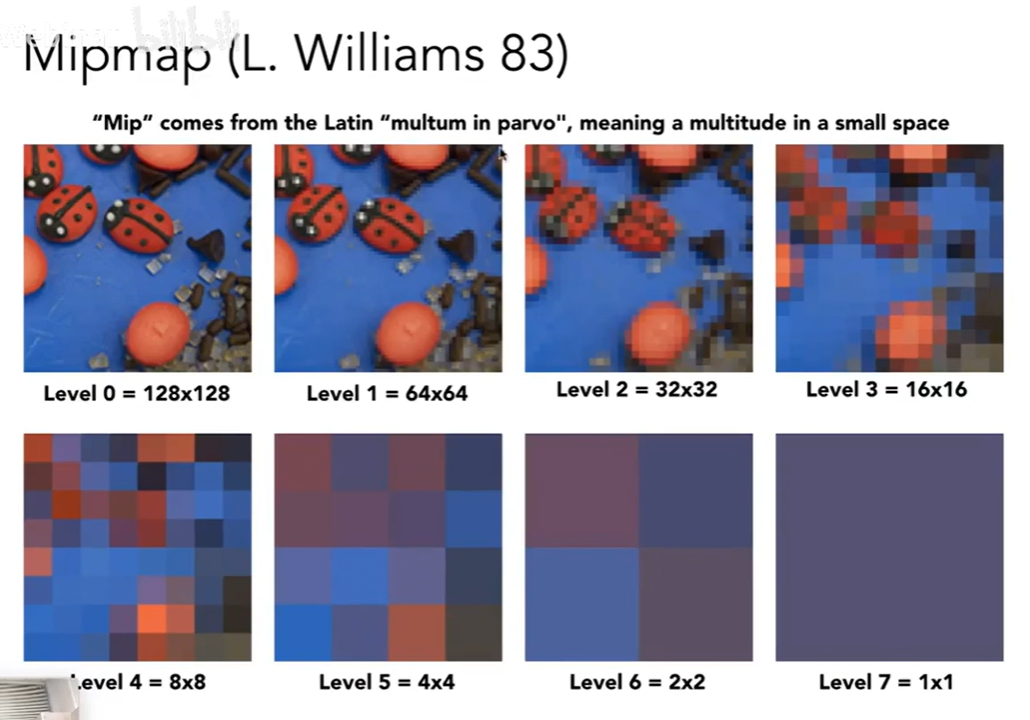 Mipmap (L. Williams 83)
“Mip” comes from the Latin “multum in parvo", meaning a multitude in a small space
Level 0 = 128x128
Level 1 = 64x64
Level 2 = 32x32
Level 3 = 16x16
Level 4 = 8x8
Level 5 = 4x4
Level 6 = 2x2
Level 7 = 1x1